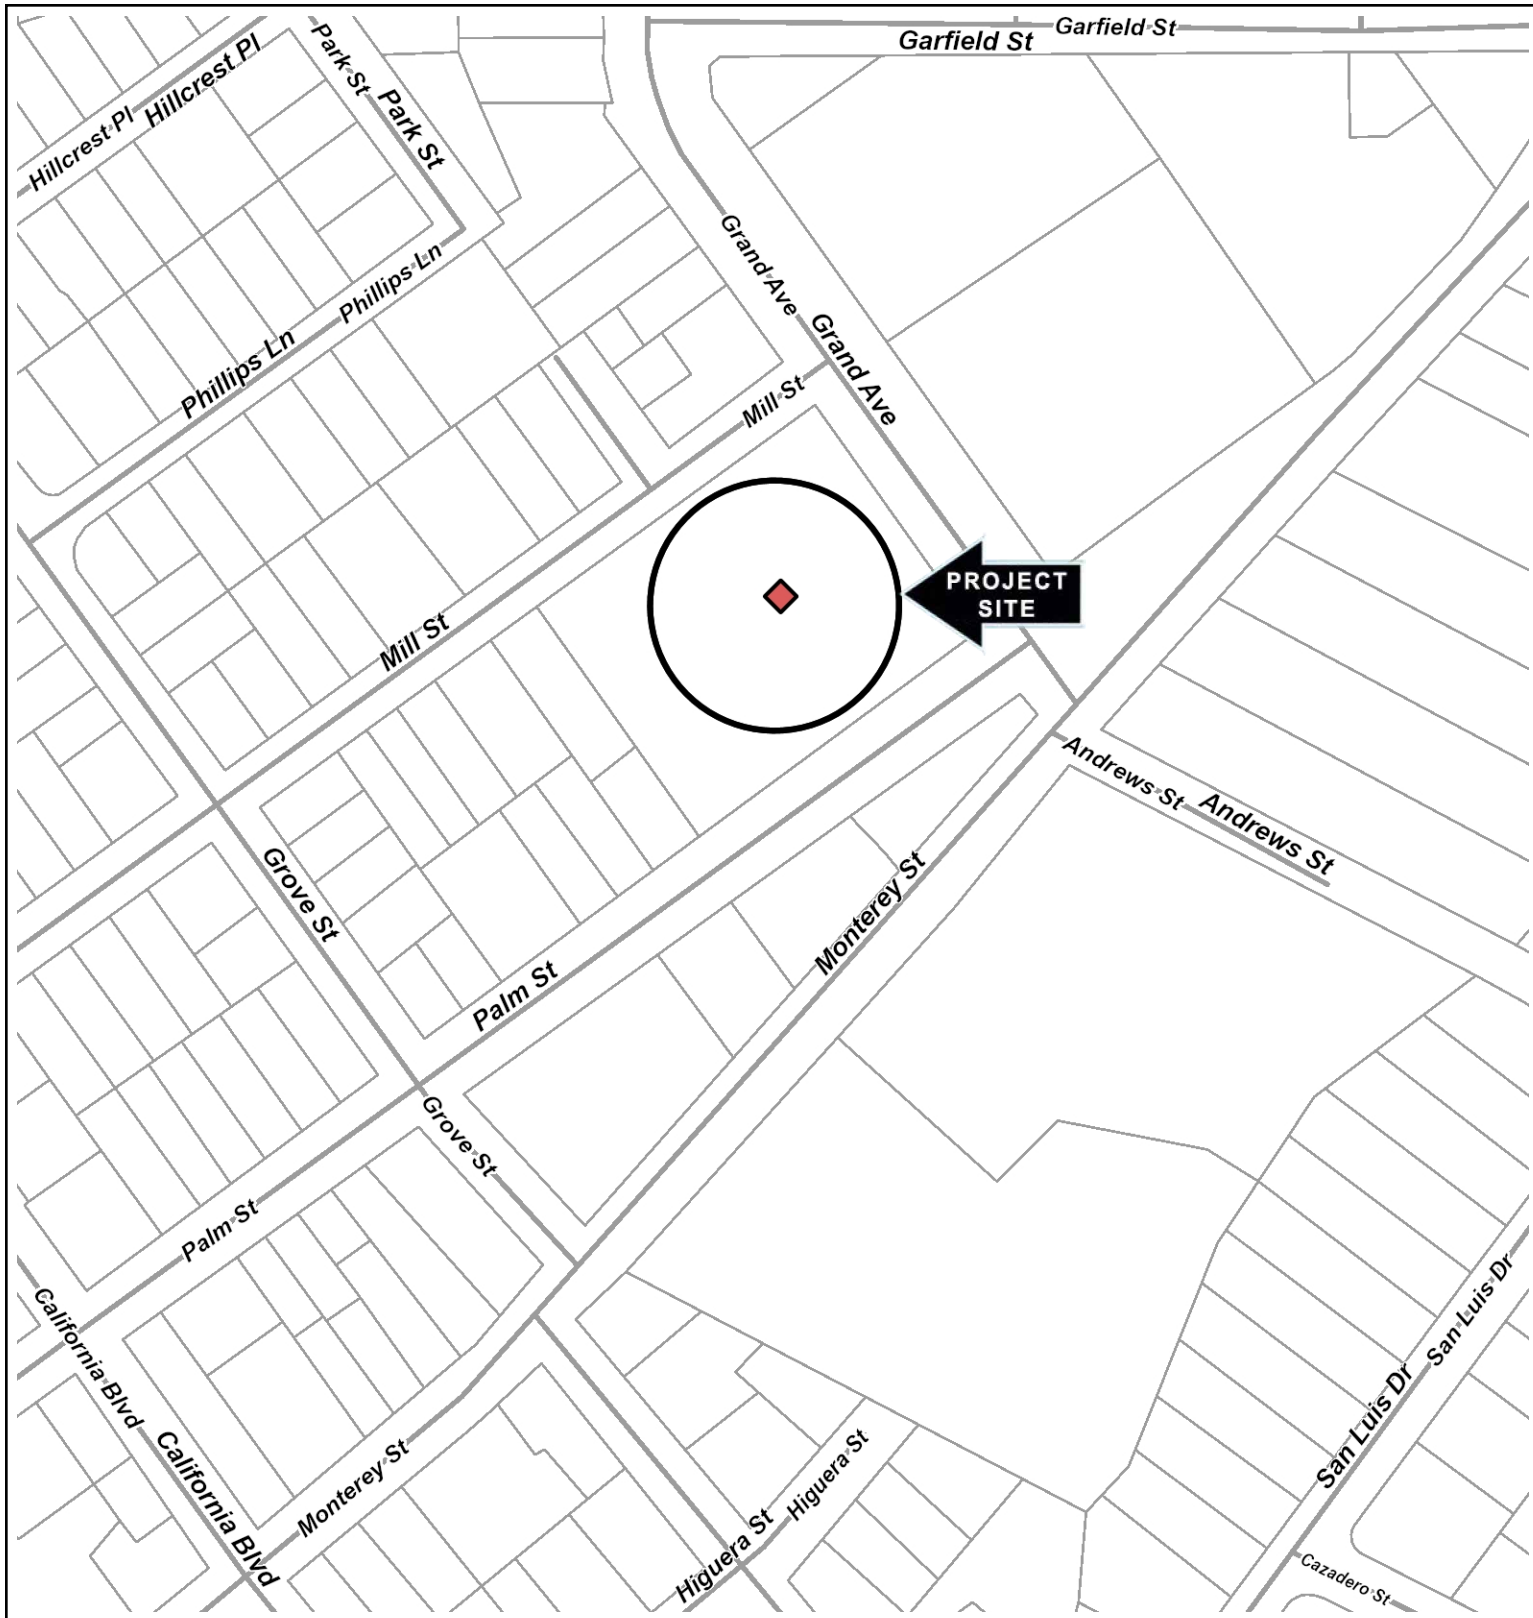 Garfield St
Garfield St
Hillcrest Pl
Hillcrest Pl
Park St
Park St
Grand Ave
Grand Ave
Phillips Ln
Phillips Ln
Mill St
Mill St
PROJECT
SITE
Andrews St
Andrews St
Grove St
Monterey St
Palm St
Grove St
Palm St
California Blvd
California Blvd
Monterey St
Higuera St
Higuera St
San Luis Dr
San Luis Dr
Cazadero St